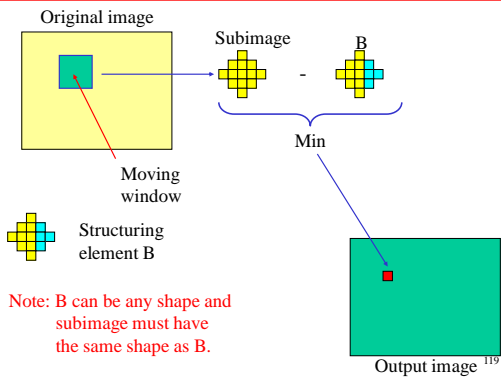 Original image
Subimage
B
-
Min
Moving
window
Structuring
element B
Note: B can be any shape and
subimage must have
the same shape as B.
Output image 119